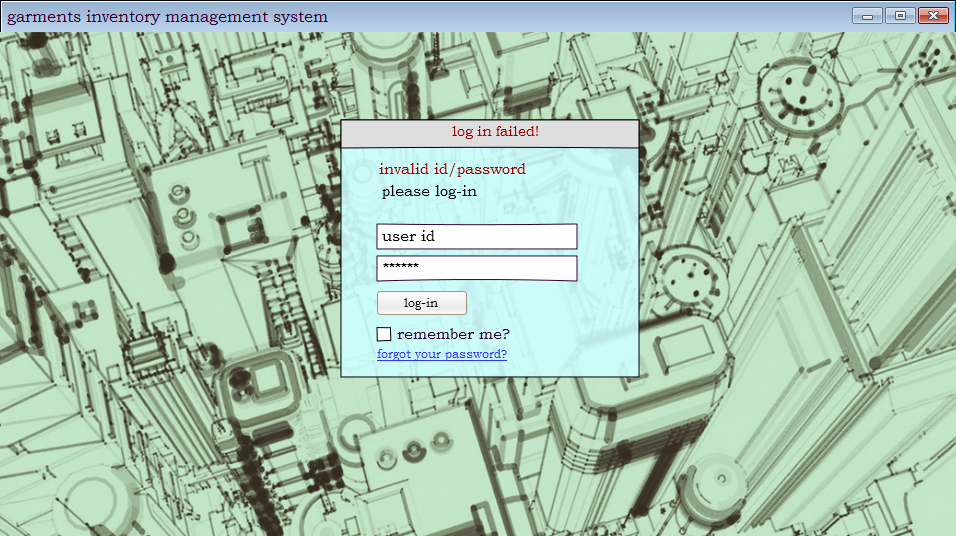 garments inventory management system
log in failed!
invalid id/password
please log-in
user id
******
log-in
remember me?
forgot your password?